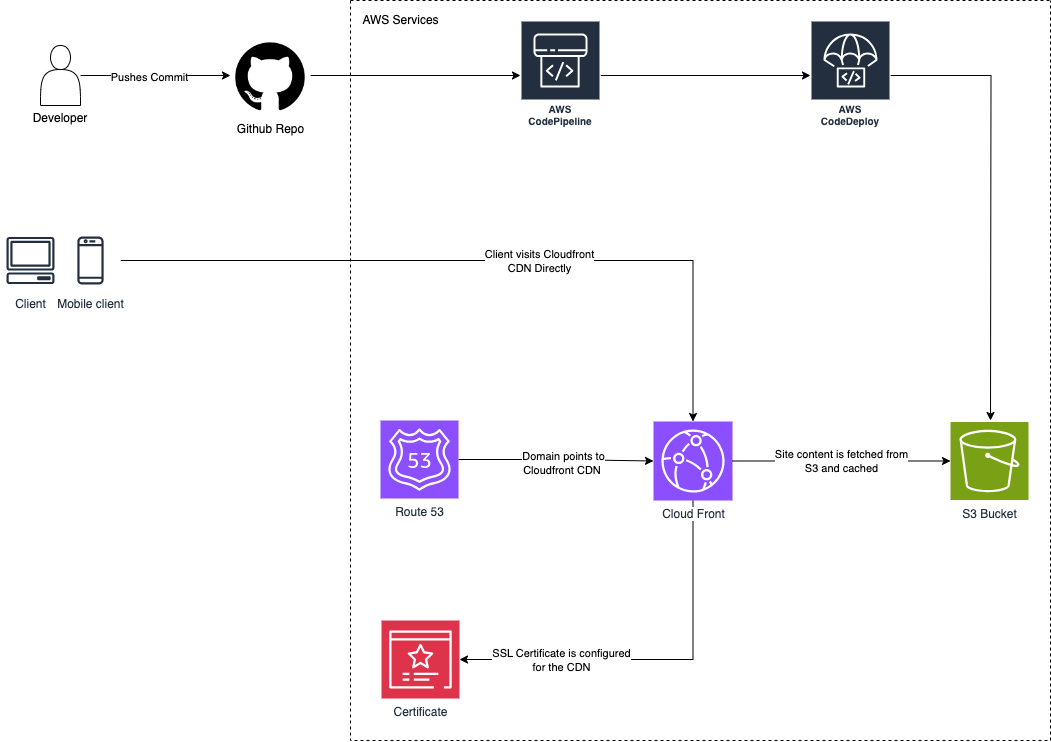 AWS Services
Pushes Commit
Developer
Github Repo
AWS
CodePipeline
AWS
CodeDeploy
Client visits Cloudfront
CDN Directly
Client
Mobile client
53
Domain points to
Cloudfront CDN
Site content is fetched from
S3 and cached
Route 53
Cloud Front
S3 Bucket
SSL Certificate is configured
for the CDN
Certificate